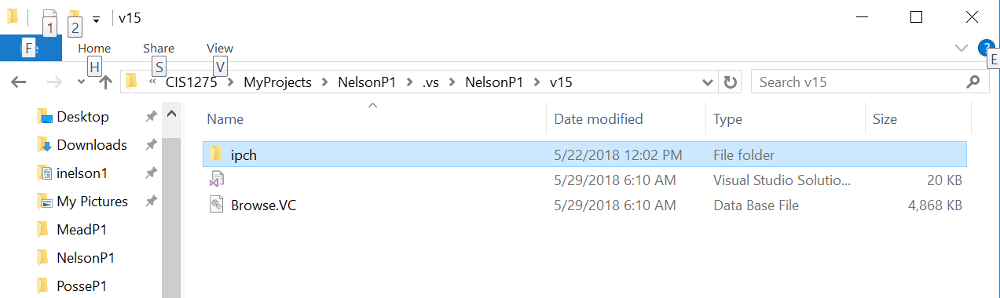 v15
1 2
F Home Share View ?
H S V E
« CIS1275 > MyProjects > NelsonP1 > .vs > NelsonP1 > v15 Search v15
Name Date modified Type Size
Desktop
Downloads
inelson1
My Pictures
MeadP1
NelsonP1
PosseP1
ipch 5/22/2018 12:02 PM File folder
5/29/2018 6:10 AM Visual Studio Solutio... 20 KB
Browse.VC 5/29/2018 6:10 AM Data Base File 4,868 KB